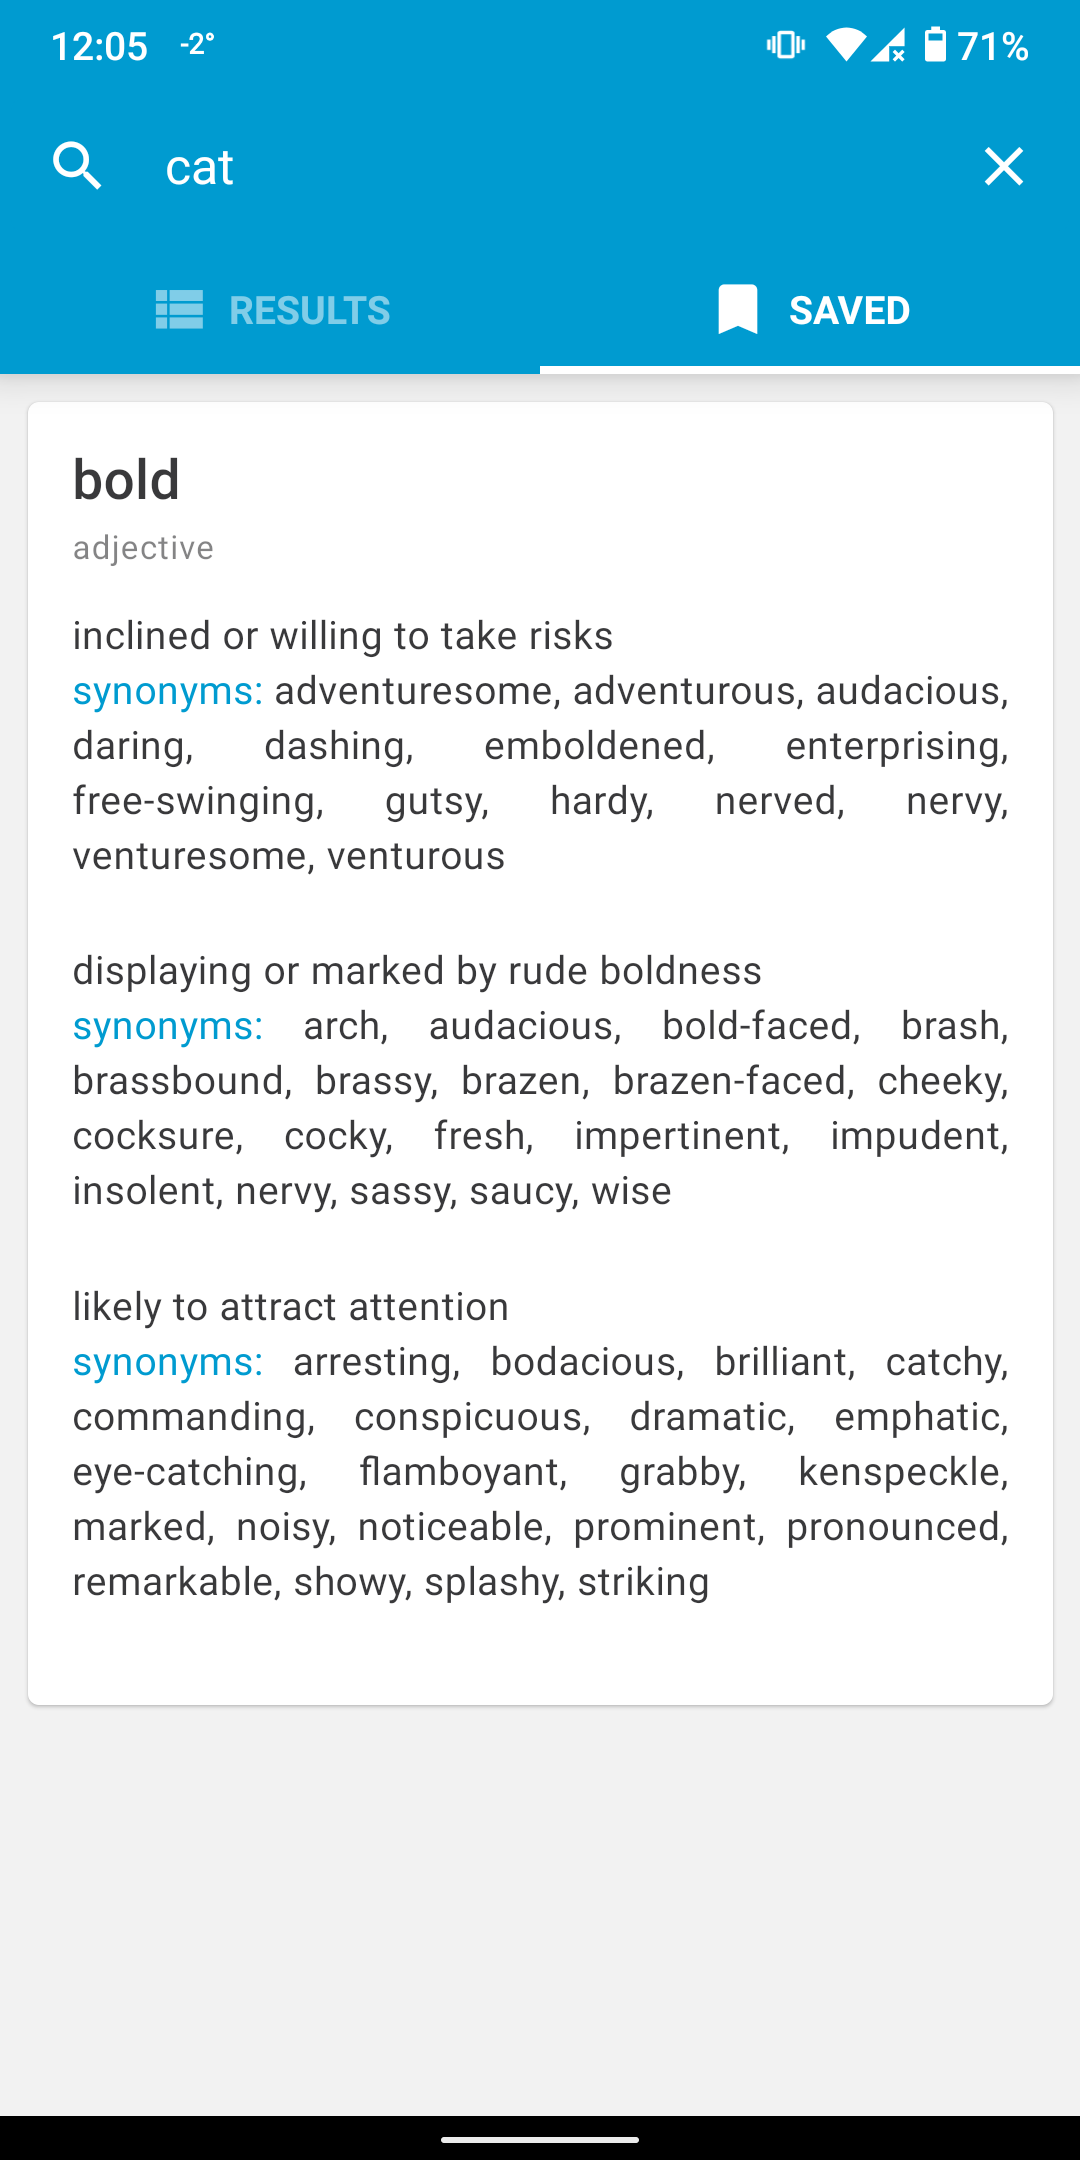 12:05 -2° 71%
cat
RESULTS SAVED
bold
adjective
inclined or willing to take risks
synonyms: adventuresome, adventurous, audacious,
daring, dashing, emboldened, enterprising,
free-swinging, gutsy, hardy, nerved, nervy,
venturesome, venturous
displaying or marked by rude boldness
synonyms: arch, audacious, bold-faced, brash,
brassbound, brassy, brazen, brazen-faced, cheeky,
cocksure, cocky, fresh, impertinent, impudent,
insolent, nervy, sassy, saucy, wise
likely to attract attention
synonyms: arresting, bodacious, brilliant, catchy,
commanding, conspicuous, dramatic, emphatic,
eye-catching, flamboyant, grabby, kenspeckle,
marked, noisy, noticeable, prominent, pronounced,
remarkable, showy, splashy, striking